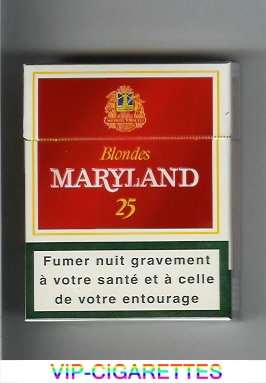 Blondes
MARYLAND
25
Fumer nuit gravement
à votre santé et à celle
de votre entourage
VIP-CIGARETTES